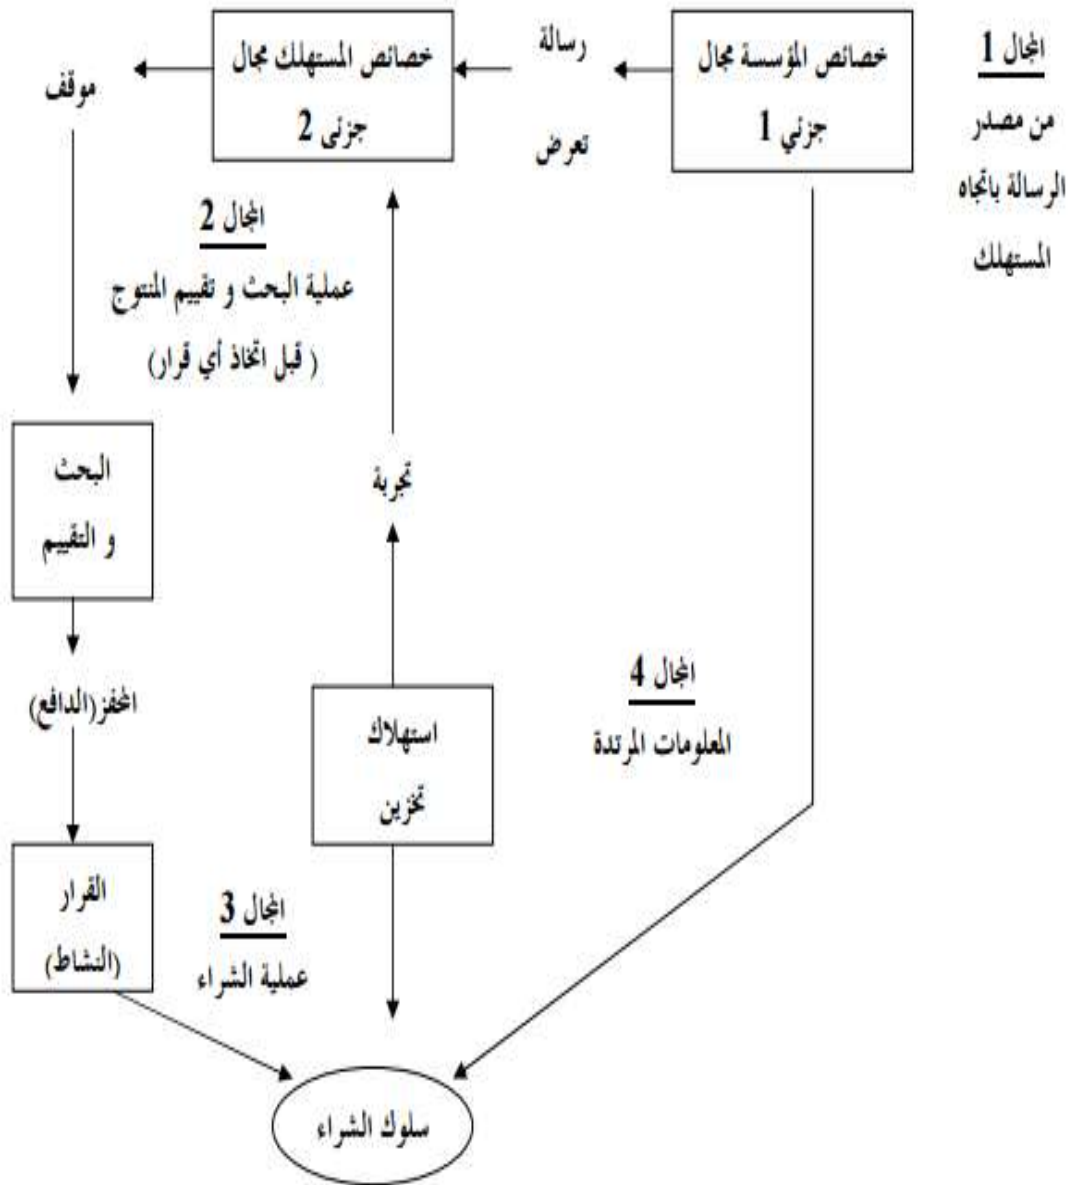 المجال 1
من مصدر
الرسالة باتجاه
المستهلك
خصائص المؤسسة مجال
جزئي 1
رسالة
تعرض
خصائص المستهلك مجال
جزئى 2
موقف
المجال 2
عملية البحث و تقييم المنتوج
( قبل اتخاذ أي قرار)
البحث
و التقييم
تجربة
المحفز(الدافع)
استهلاك
تخزين
المجال 4
المعلومات المرتدة
القرار
(النشاط)
المجال 3
عملية الشراء
سلوك الشراء